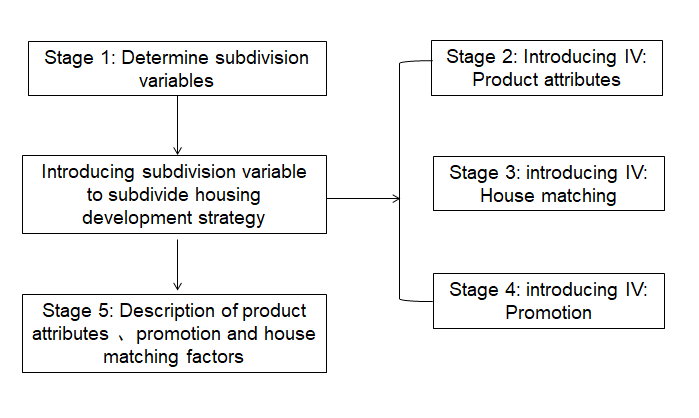 Stage 1: Determine subdivision
variables
Introducing subdivision variable
to subdivide housing
development strategy
Stage 5: Description of product
attributes 、promotion and house
matching factors
Stage 2: Introducing IV:
Product attributes
Stage 3: introducing IV:
House matching
Stage 4: introducing IV:
Promotion